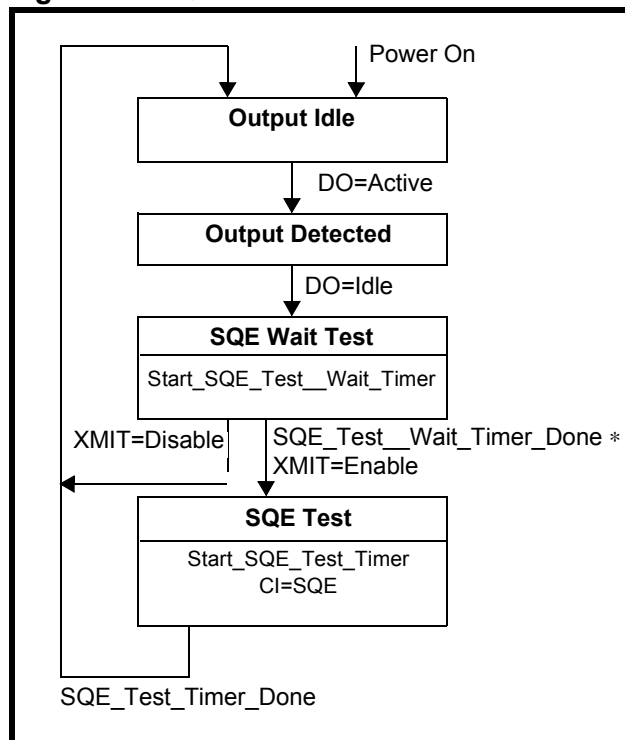 Power On
Output Idle
DO=Active
Output Detected
DO=Idle
SQE Wait Test
Start_SQE_Test__Wait_Timer
XMIT=Disable
SQE_Test__Wait_Timer_Done *
XMIT=Enable
SQE Test
Start_SQE_Test_Timer
CI=SQE
SQE_Test_Timer_Done